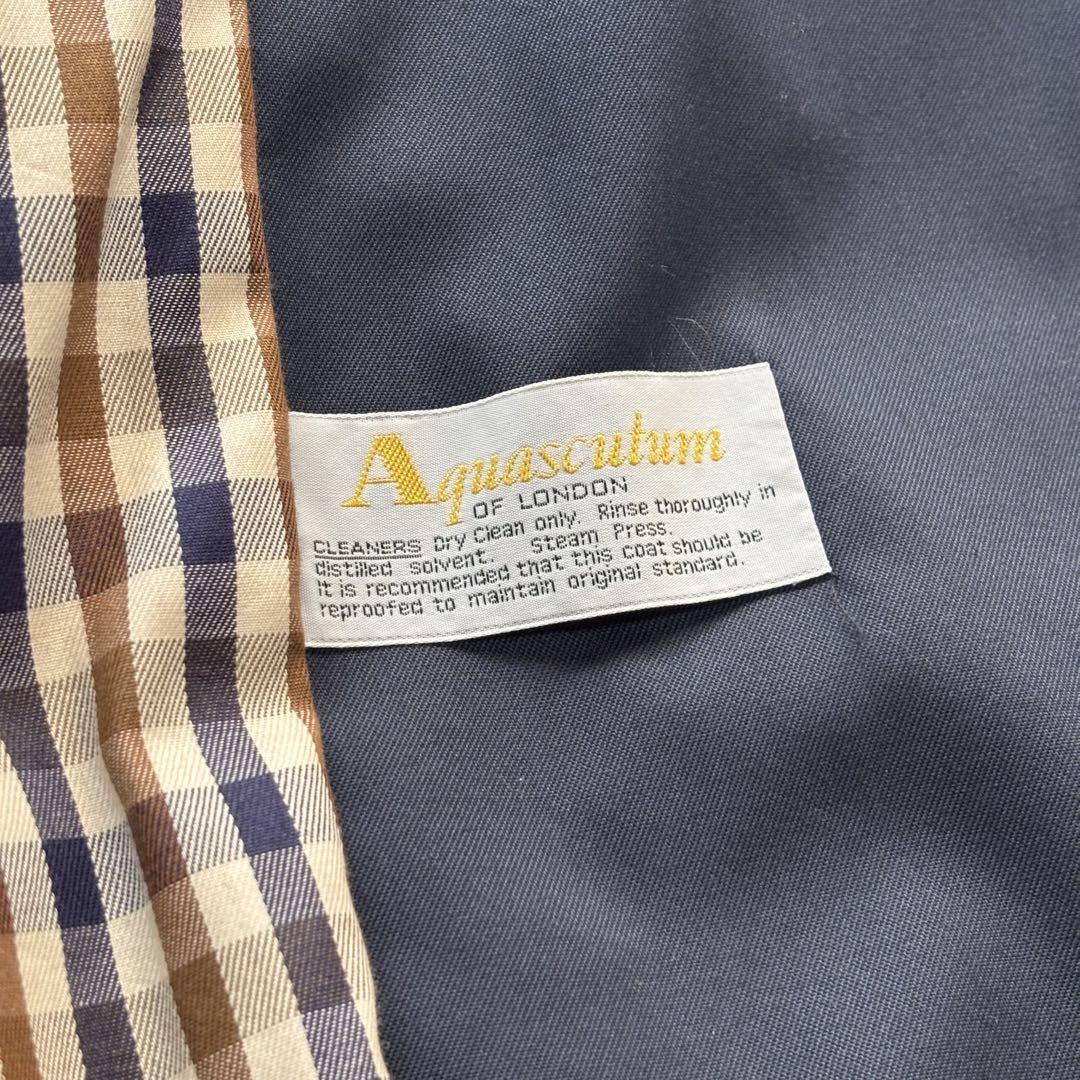 Aquascutum
OF LONDON
CLEANERS Dry Clean only. Rinse thoroughly in
distilled solvent. Steam Press.
It is recommended that this coat should be
reproofed to maintain original standard.